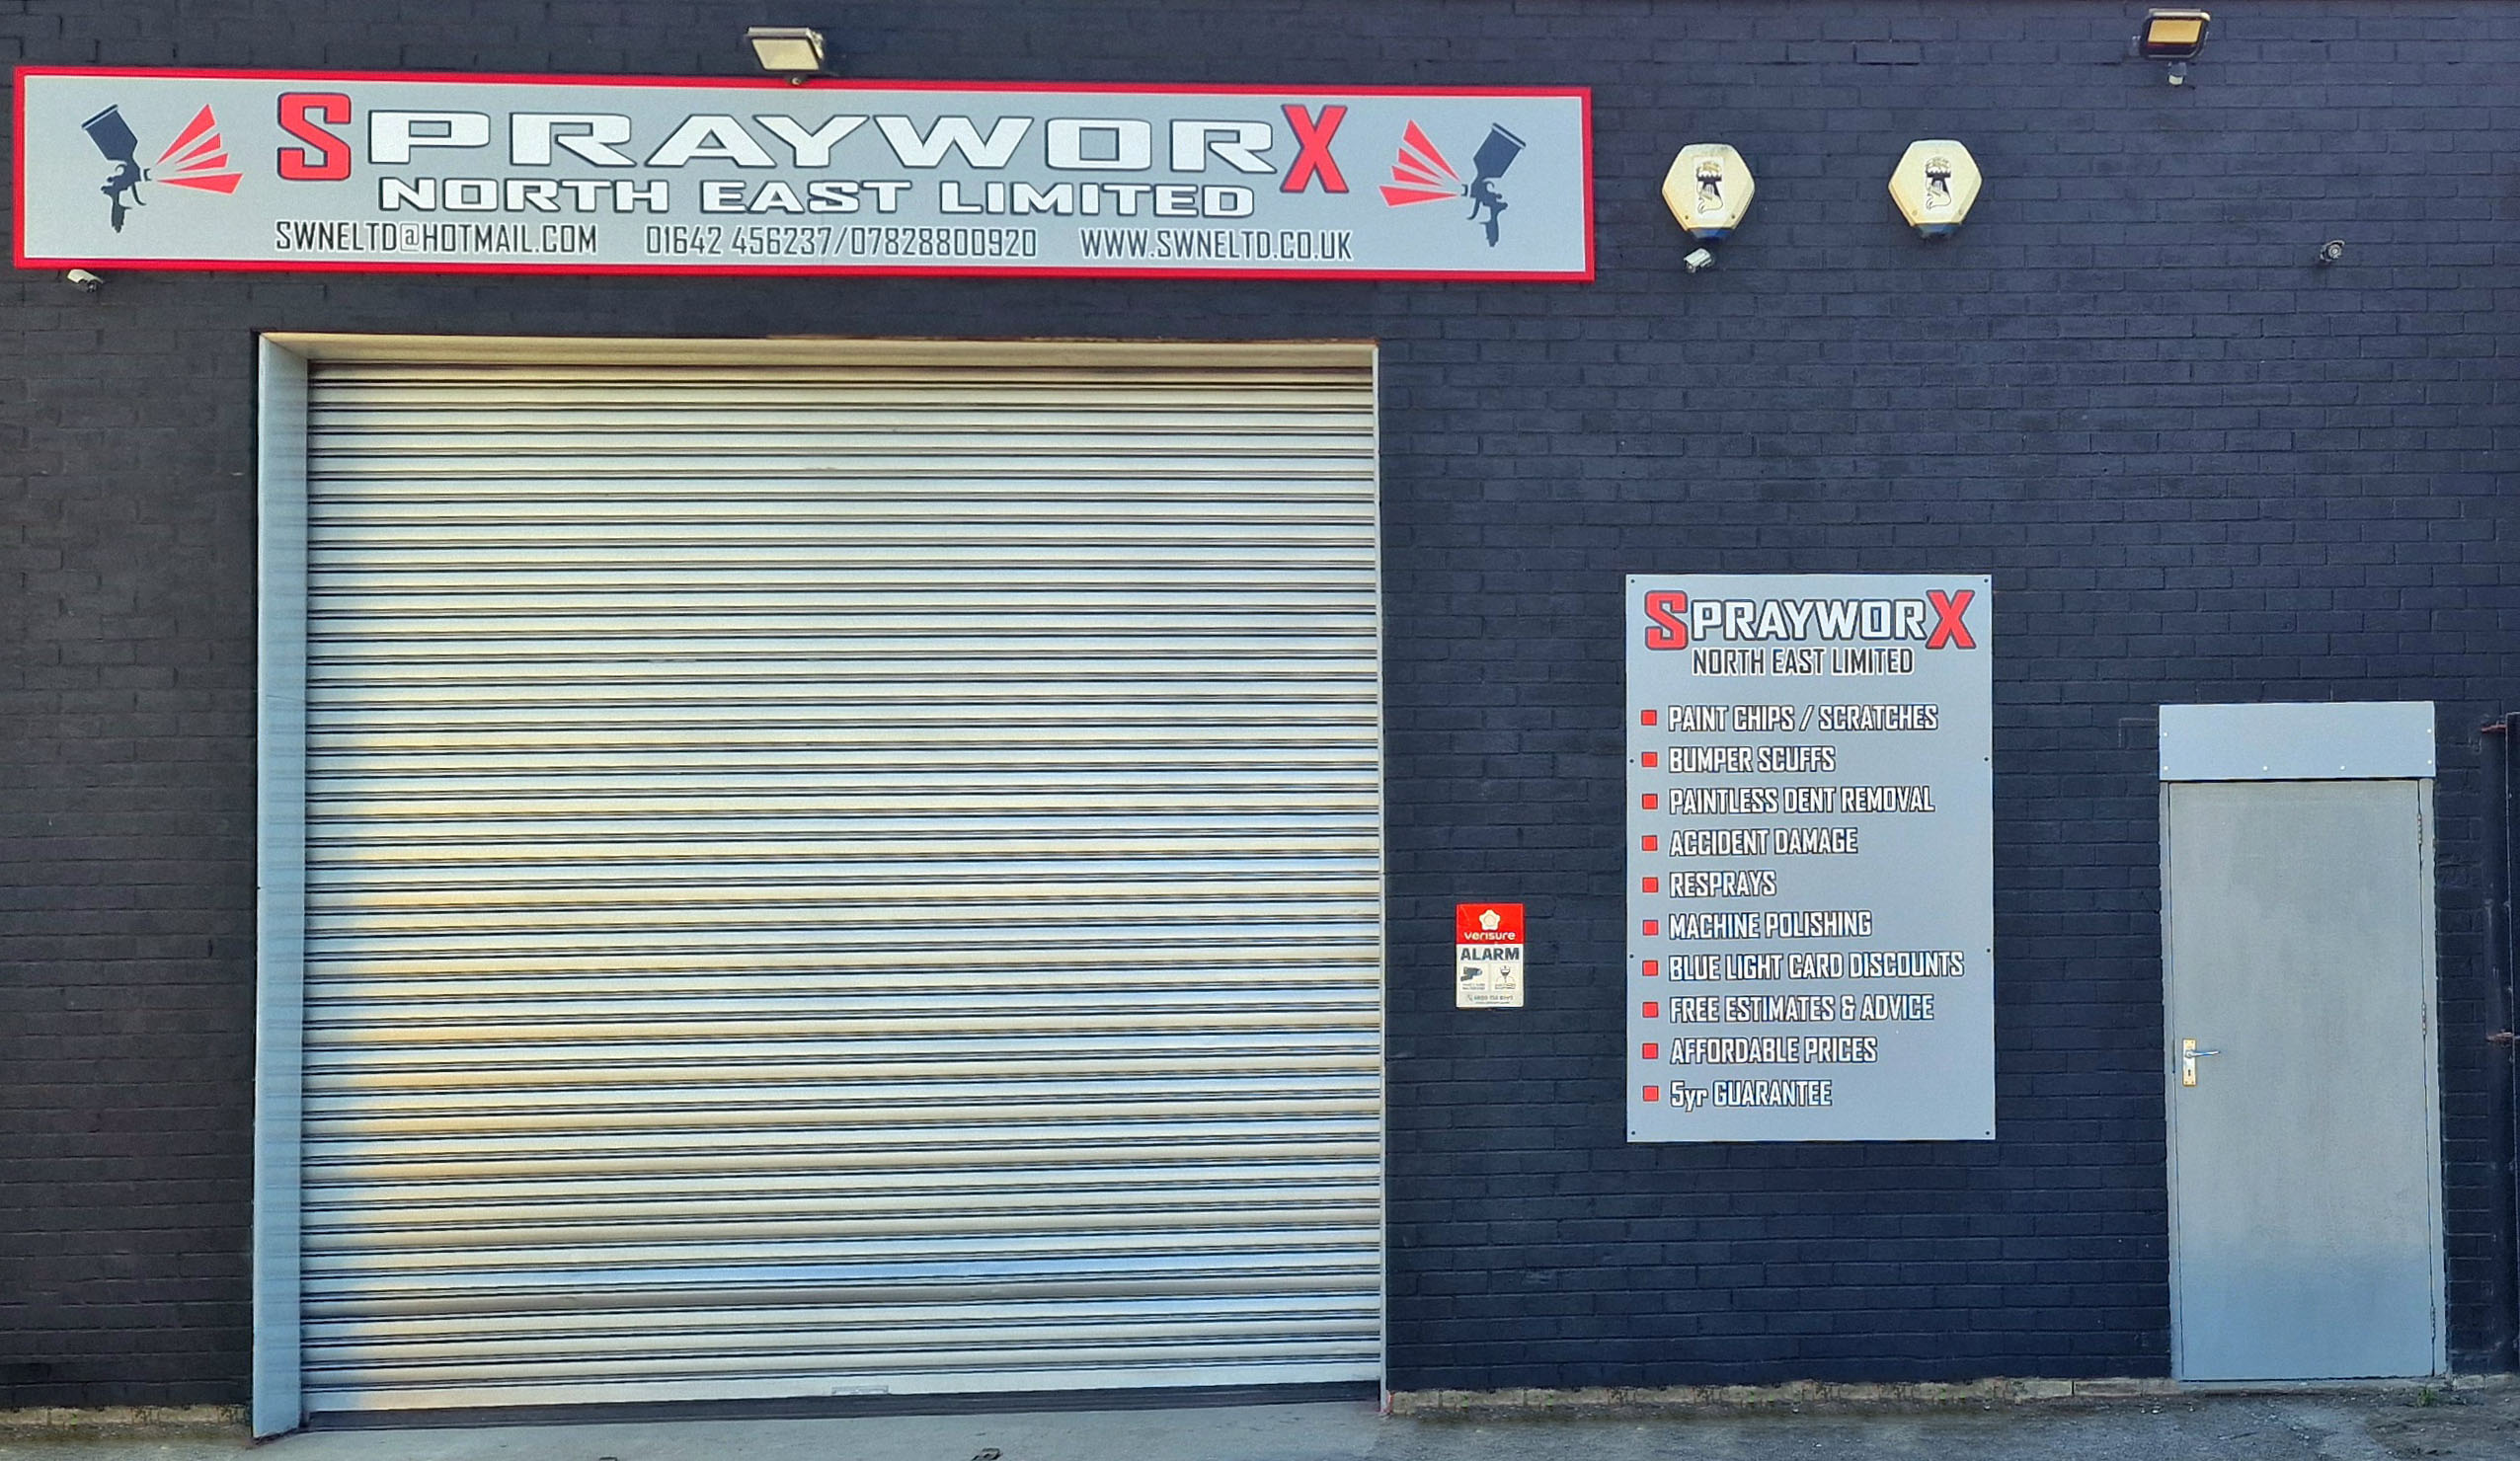 SPRAYWORX
NORTH EAST LIMITED
SWNELTD@HOTMAIL.COM 01642 456237/07828800920 WWW.SWNELTD.CO.UK
SPRAYWORX
NORTH EAST LIMITED
PAINT CHIPS / SCRATCHES
BUMPER SCUFFS
PAINTLESS DENT REMOVAL
ACCIDENT DAMAGE
RESPRAYS
MACHINE POLISHING
BLUE LIGHT CARD DISCOUNTS
FREE ESTIMATES & ADVICE
AFFORDABLE PRICES
5yr GUARANTEE
verisure
ALARM